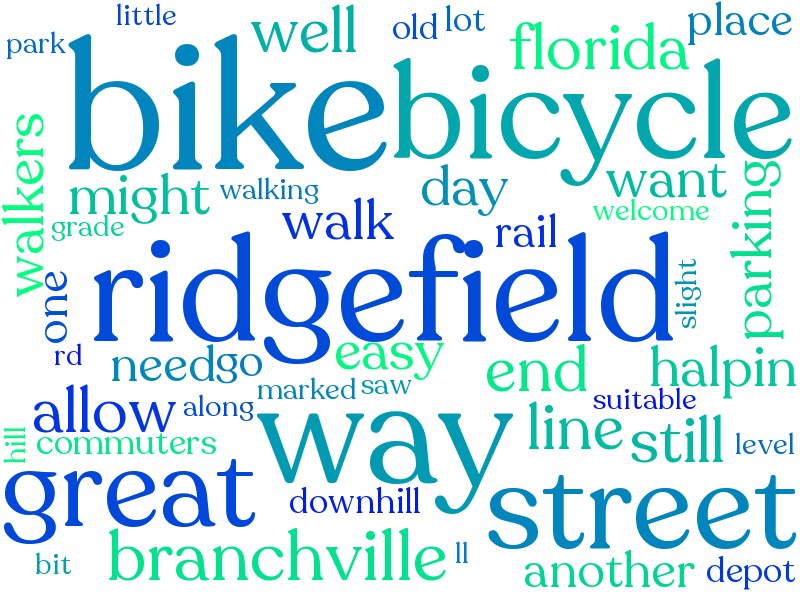 little
park
well
old
lot
place
florida
bike
bicycle
walkers
might
walking
day
want
parking
grade
walk
rail
welcome
one
ridgefield
slight
rd
need
go
easy
end
halpin
allow
along
marked
saw
suitable
hill
commuters
way
line
still
level
great
downhill
street
bit
branchville
ll
another
depot